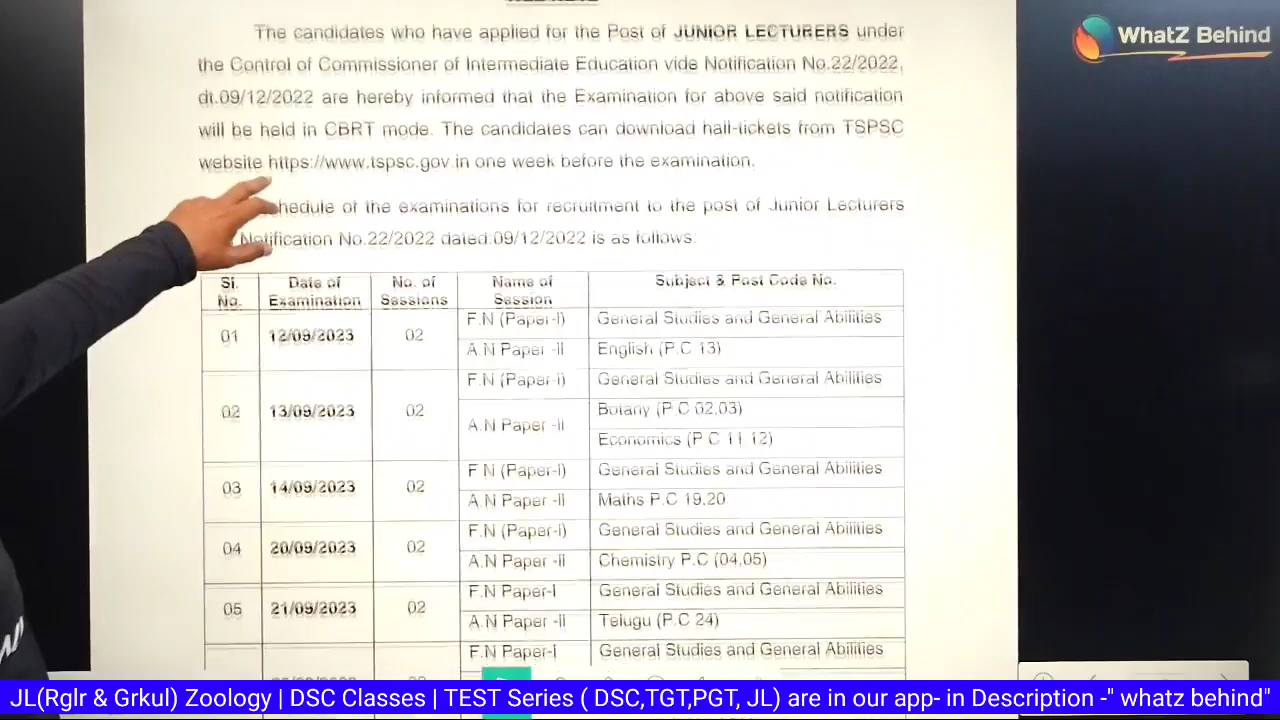 WhatZ Behind
The candidates who have applied for the Post of JUNIOR LECTURERS under
the Control of Commissioner of Intermediate Education vide Notification No.22/2022,
dt.09/12/2022 are hereby informed that the Examination for above said notification
will be held in CBRT mode. The candidates can download hall-tickets from TSPSC
website https://www.tspsc.gov.in one week before the examination.
schedule of the examinations for recruitment to the post of Junior Lecturers
Notification No.22/2022 dated:09/12/2022 is as follows:
Sl. No. Date of Examination No. of Sessions Name of Session Subject & Post Code No.
01 12/09/2023 02 F.N (Paper-I) General Studies and General Abilities
A.N Paper -II English (P.C 13)
02 13/09/2023 02 F.N (Paper-I) General Studies and General Abilities
A.N Paper -II Botany (P C 02,03)
Economics (P C 11 12)
03 14/09/2023 02 F N (Paper-I) General Studies and General Abilities
A.N Paper -II Maths P.C 19,20
04 20/09/2023 02 F.N (Paper-I) General Studies and General Abilities
A.N Paper -II Chemistry P.C (04,05)
05 21/09/2023 02 F.N Paper-I General Studies and General Abilities
A.N Paper -II Telugu (P.C 24)
F.N Paper-I General Studies and General Abilities
JL(Rglr & Grkul) Zoology | DSC Classes | TEST Series ( DSC,TGT,PGT, JL) are in our app- in Description -" whatz behind"